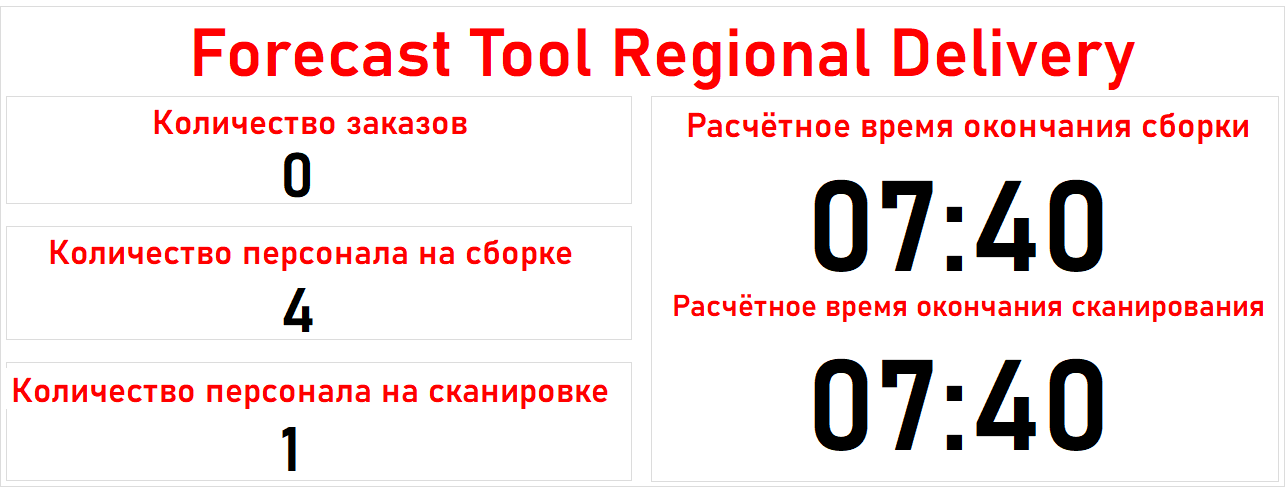 Forecast Tool Regional Delivery
Количество заказов
0
Количество персонала на сборке
4
Количество персонала на сканировке
1
Расчётное время окончания сборки
07:40
Расчётное время окончания сканирования
07:40